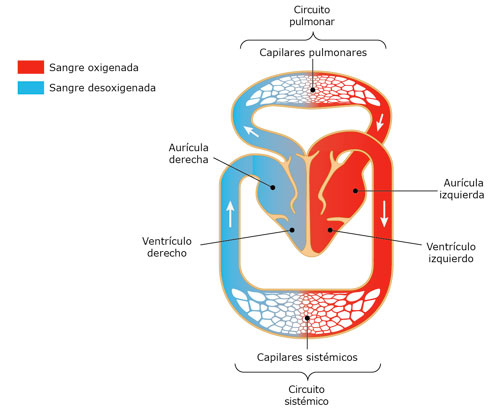 Circuito
pulmonar
Capilares pulmonares
Sangre oxigenada
Sangre desoxigenada
Aurícula
derecha
Aurícula
izquierda
Ventrículo
derecho
Ventrículo
izquierdo
Capilares sistémicos
Circuito
sistémico